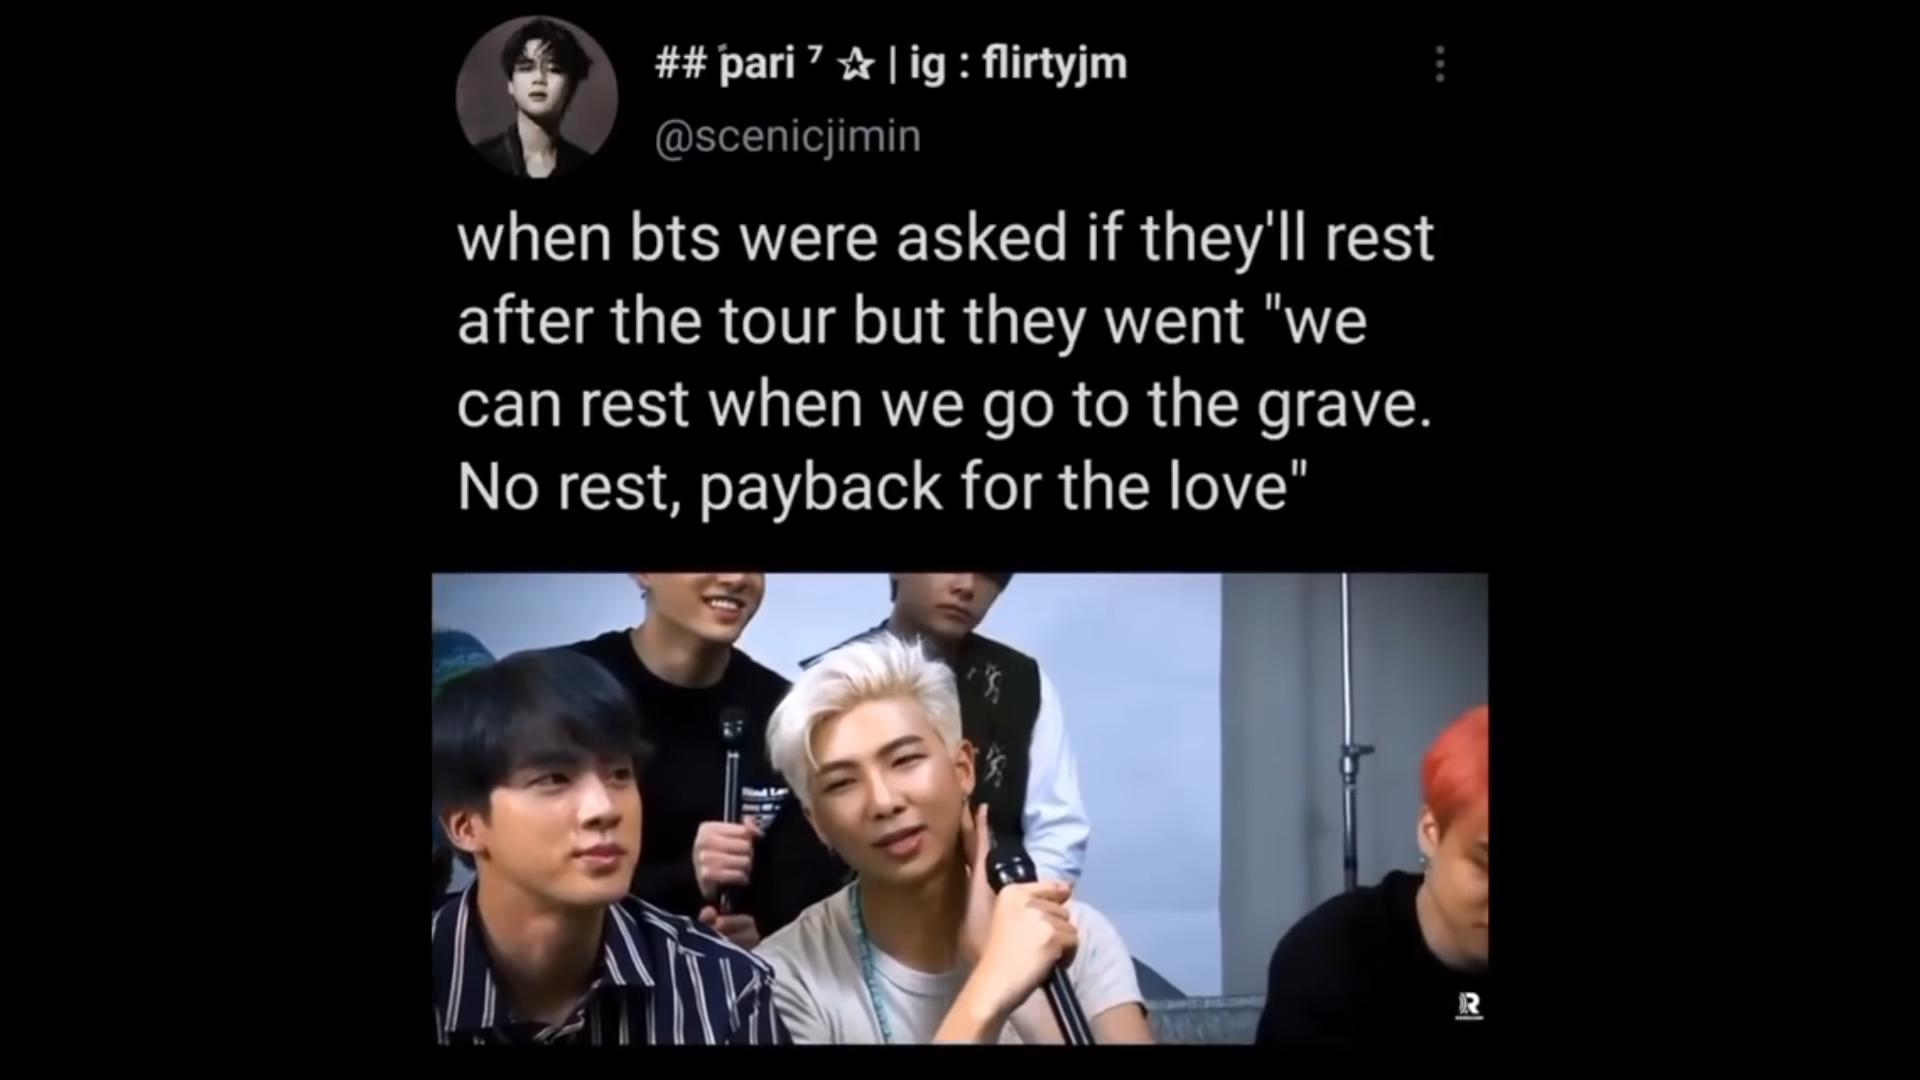 ## pari ⁷ ☆ | ig : flirtyjm
@scenicjimin
when bts were asked if they'll rest
after the tour but they went "we
can rest when we go to the grave.
No rest, payback for the love"
R